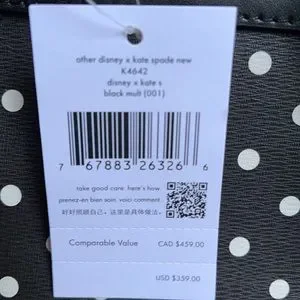 other disney x kate spade new
K4642
disney x kate s
black mult (001)
7 67883 26326 6
take good care. here's how
prenez-en bien soin. voici comment
好好照顾自己，这里是具体做法。
Comparable Value CAD $459.00
USD $359.00